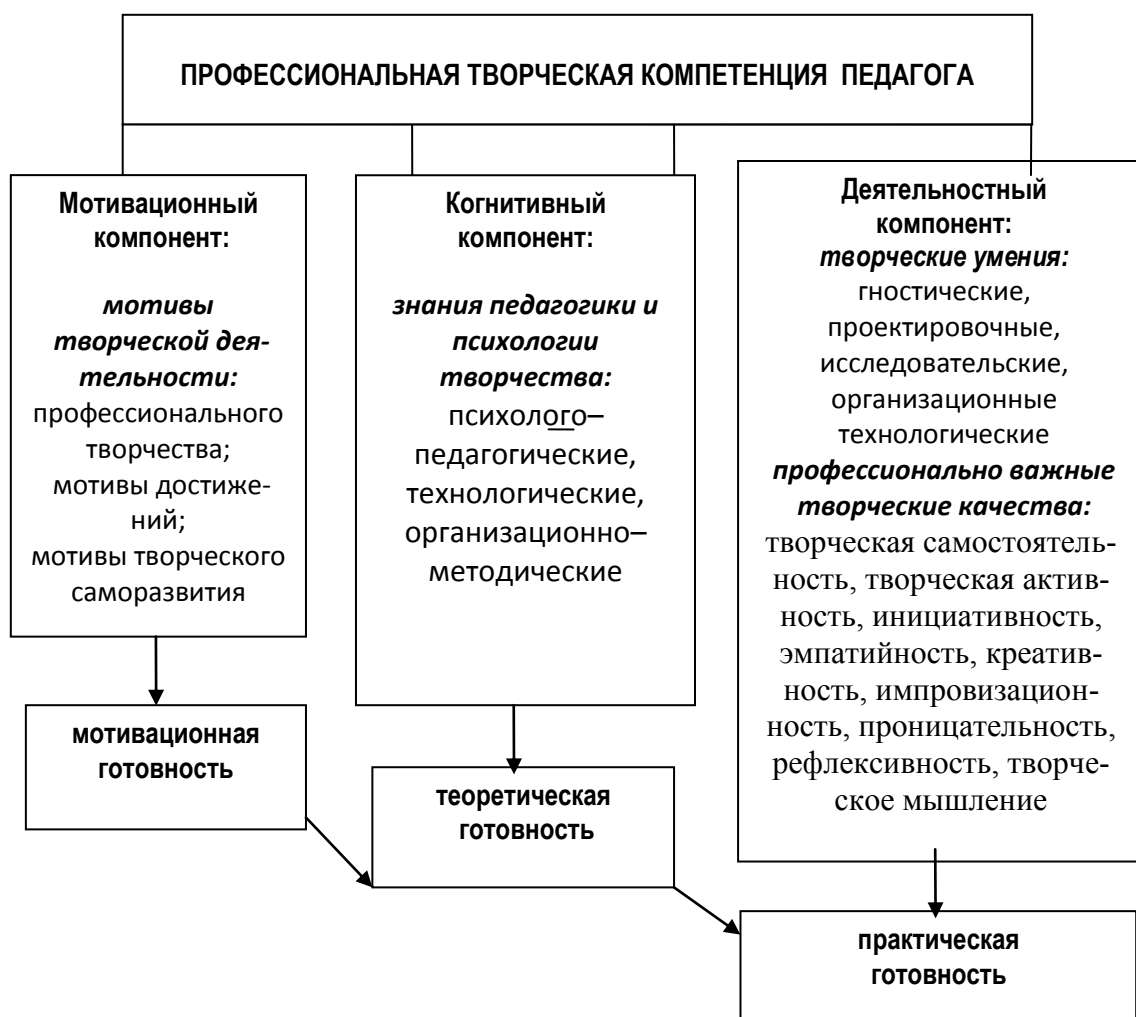 ПРОФЕССИОНАЛЬНАЯ ТВОРЧЕСКАЯ КОМПЕТЕНЦИЯ ПЕДАГОГА
Мотивационный
компонент:
мотивы
творческой дея-
тельности:
профессионального
творчества;
мотивы достиже-
ний;
мотивы творческого
саморазвития
Когнитивный
компонент:
знания педагогики и
психологии
творчества:
психолого–
педагогические,
технологические,
организационно–
методические
Деятельностный
компонент:
творческие умения:
гностические,
проектировочные,
исследовательские,
организационные
технологические
профессионально важные
творческие качества:
творческая самостоятель-
ность, творческая актив-
ность, инициативность,
эмпатийность, креатив-
ность, импровизацион-
ность, проницательность,
рефлексивность, творче-
ское мышление
мотивационная
готовность
теоретическая
готовность
практическая
готовность